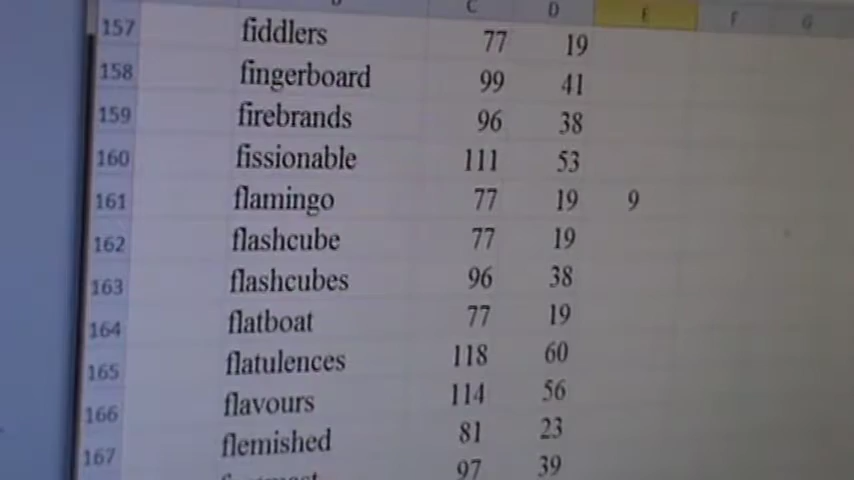 C D E F G
157 fiddlers 77 19
158 fingerboard 99 41
159 firebrands 96 38
160 fissionable 111 53
161 flamingo 77 19 9
162 flashcube 77 19
163 flashcubes 96 38
164 flatboat 77 19
165 flatulences 118 60
166 flavours 114 56
167 flemished 81 23
97 39